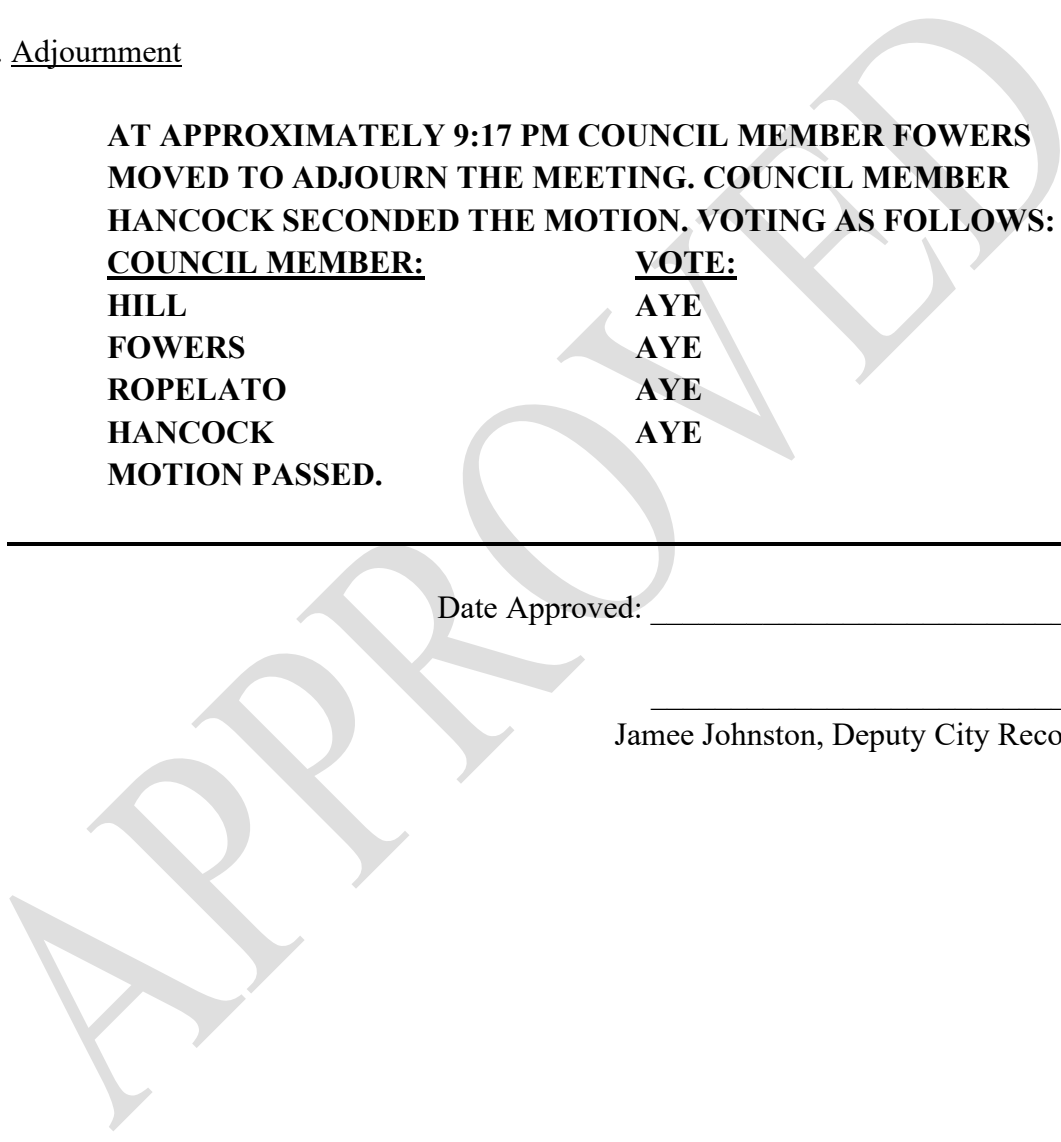 . Adjournment
AT APPROXIMATELY 9:17 PM COUNCIL MEMBER FOWERS
MOVED TO ADJOURN THE MEETING. COUNCIL MEMBER
HANCOCK SECONDED THE MOTION. VOTING AS FOLLOWS:
COUNCIL MEMBER: VOTE:
HILL AYE
FOWERS AYE
ROPELATO AYE
HANCOCK AYE
MOTION PASSED.
Date Approved: __________________________
__________________________
Jamee Johnston, Deputy City Reco
APPROVED